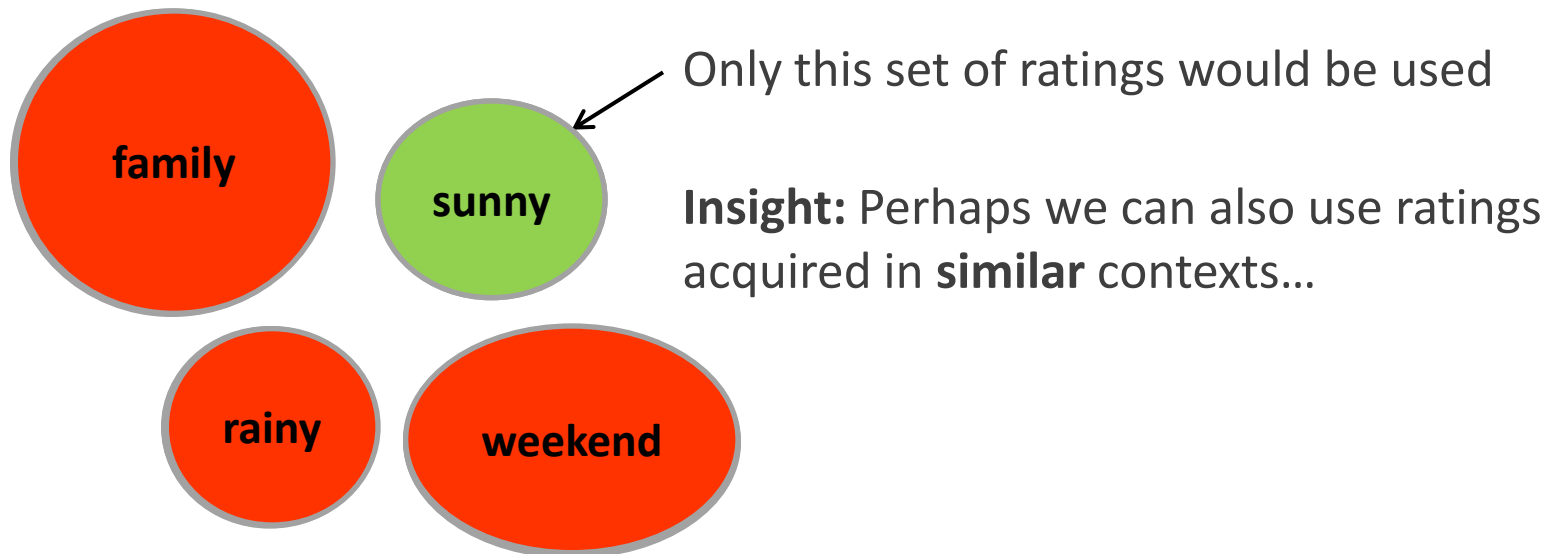 Only this set of ratings would be used
family
sunny
Insight: Perhaps we can also use ratings
acquired in similar contexts…
rainy
weekend